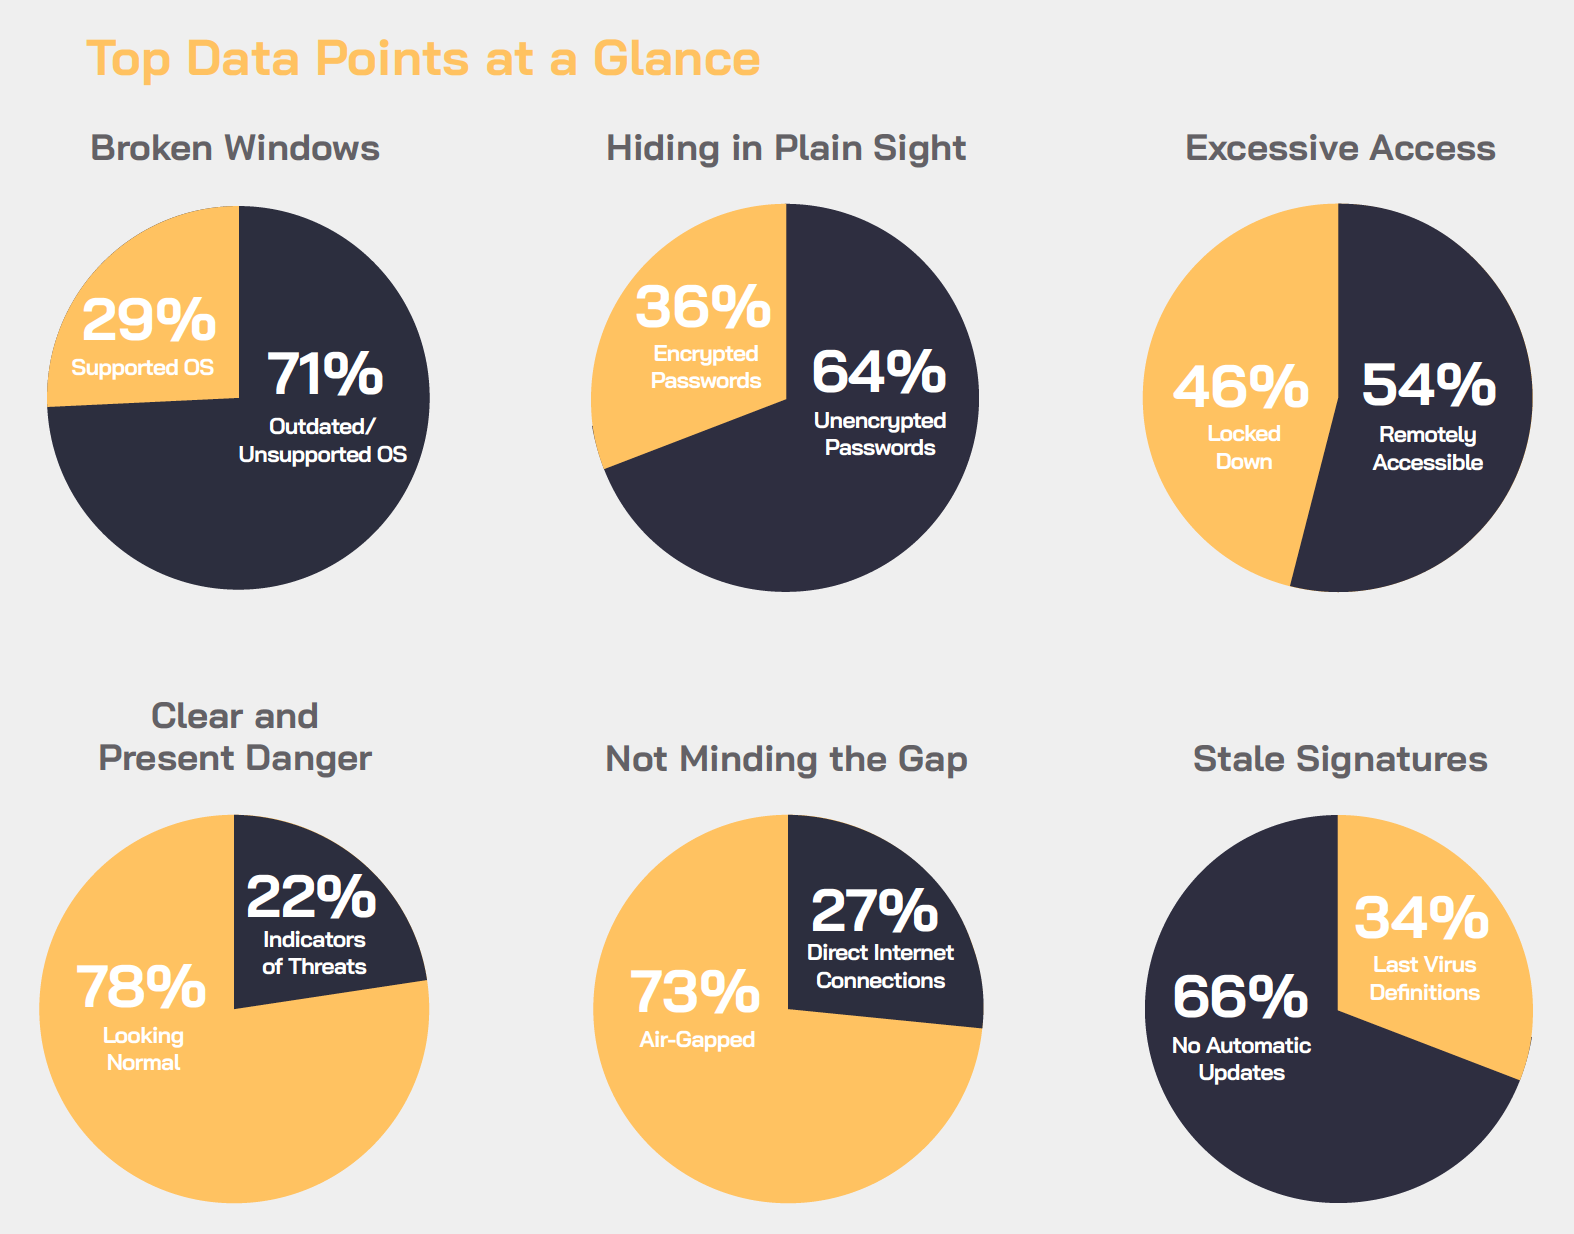 Top Data Points at a Glance
Broken Windows
29%
Supported OS
71%
Outdated/
Unsupported OS
Hiding in Plain Sight
36%
Encrypted
Passwords
64%
Unencrypted
Passwords
Excessive Access
46%
Locked
Down
54%
Remotely
Accessible
Clear and
Present Danger
22%
Indicators
of Threats
78%
Looking
Normal
Not Minding the Gap
27%
Direct Internet
Connections
73%
Air-Gapped
Stale Signatures
34%
Last Virus
Definitions
66%
No Automatic
Updates